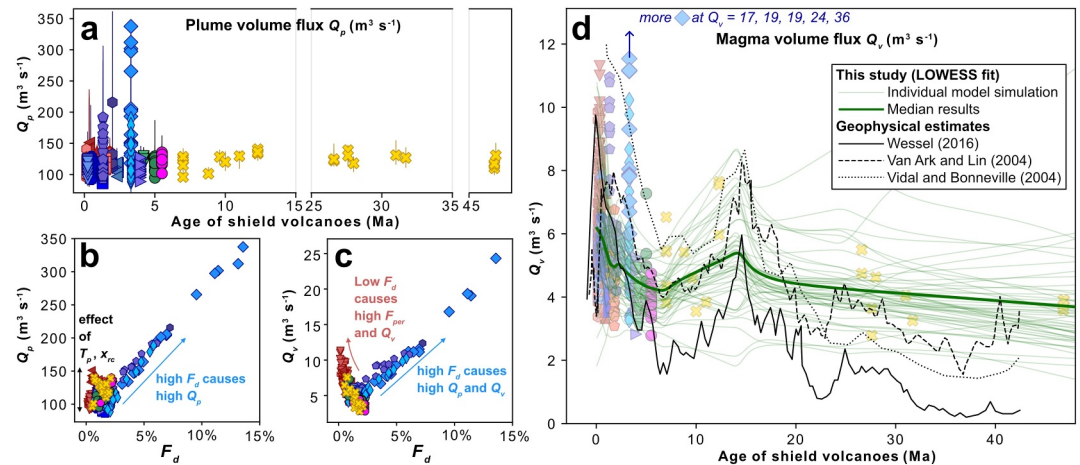 a
Plume volume flux Qp (m³ s⁻¹)
Qp (m³ s⁻¹)
350
300
250
200
150
100
0
5
10
15
25
30
35
45
Age of shield volcanoes (Ma)
b
Qp (m³ s⁻¹)
350
300
250
200
150
100
effect
of
Tp , xrc
high Fd causes
high Qp
0%
5%
10%
15%
Fd
c
Qv (m³ s⁻¹)
25
20
15
10
5
Low Fd
causes
high Fper
and Qv
high Fd causes
high Qp and Qv
0%
5%
10%
15%
Fd
d
more at Qv = 17, 19, 19, 24, 36
Magma volume flux Qv (m³ s⁻¹)
This study (LOWESS fit)
Individual model simulation
Median results
Geophysical estimates
Wessel (2016)
Van Ark and Lin (2004)
Vidal and Bonneville (2004)
Qv (m³ s⁻¹)
12
10
8
6
4
2
0
0
10
20
30
40
Age of shield volcanoes (Ma)